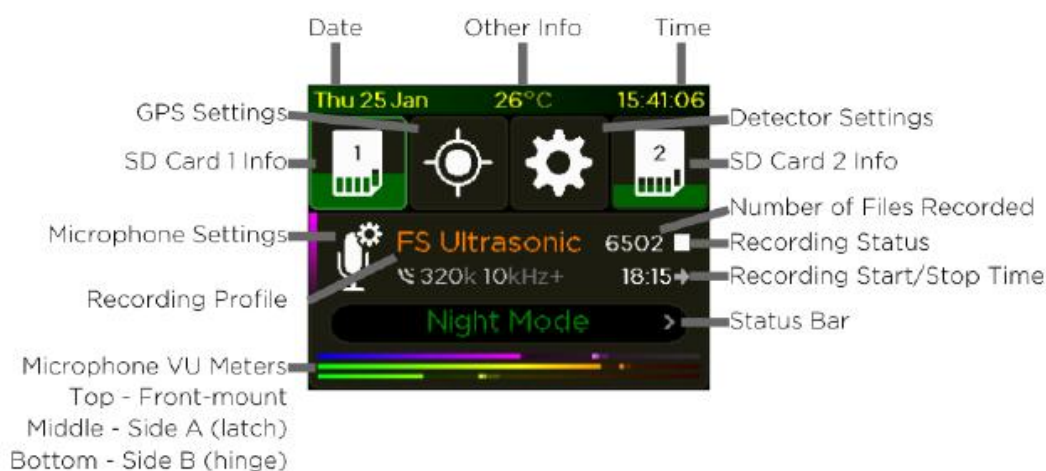 Date Other Info Time
Thu 25 Jan 26°C 15:41:06
GPS Settings
Detector Settings
SD Card 1 Info 1 2 SD Card 2 Info
Number of Files Recorded
Microphone Settings FS Ultrasonic 6502 Recording Status
320k 10kHz+ 18:15 Recording Start/Stop Time
Recording Profile
Night Mode > Status Bar
Microphone VU Meters
Top - Front-mount
Middle - Side A (latch)
Bottom - Side B (hinge)